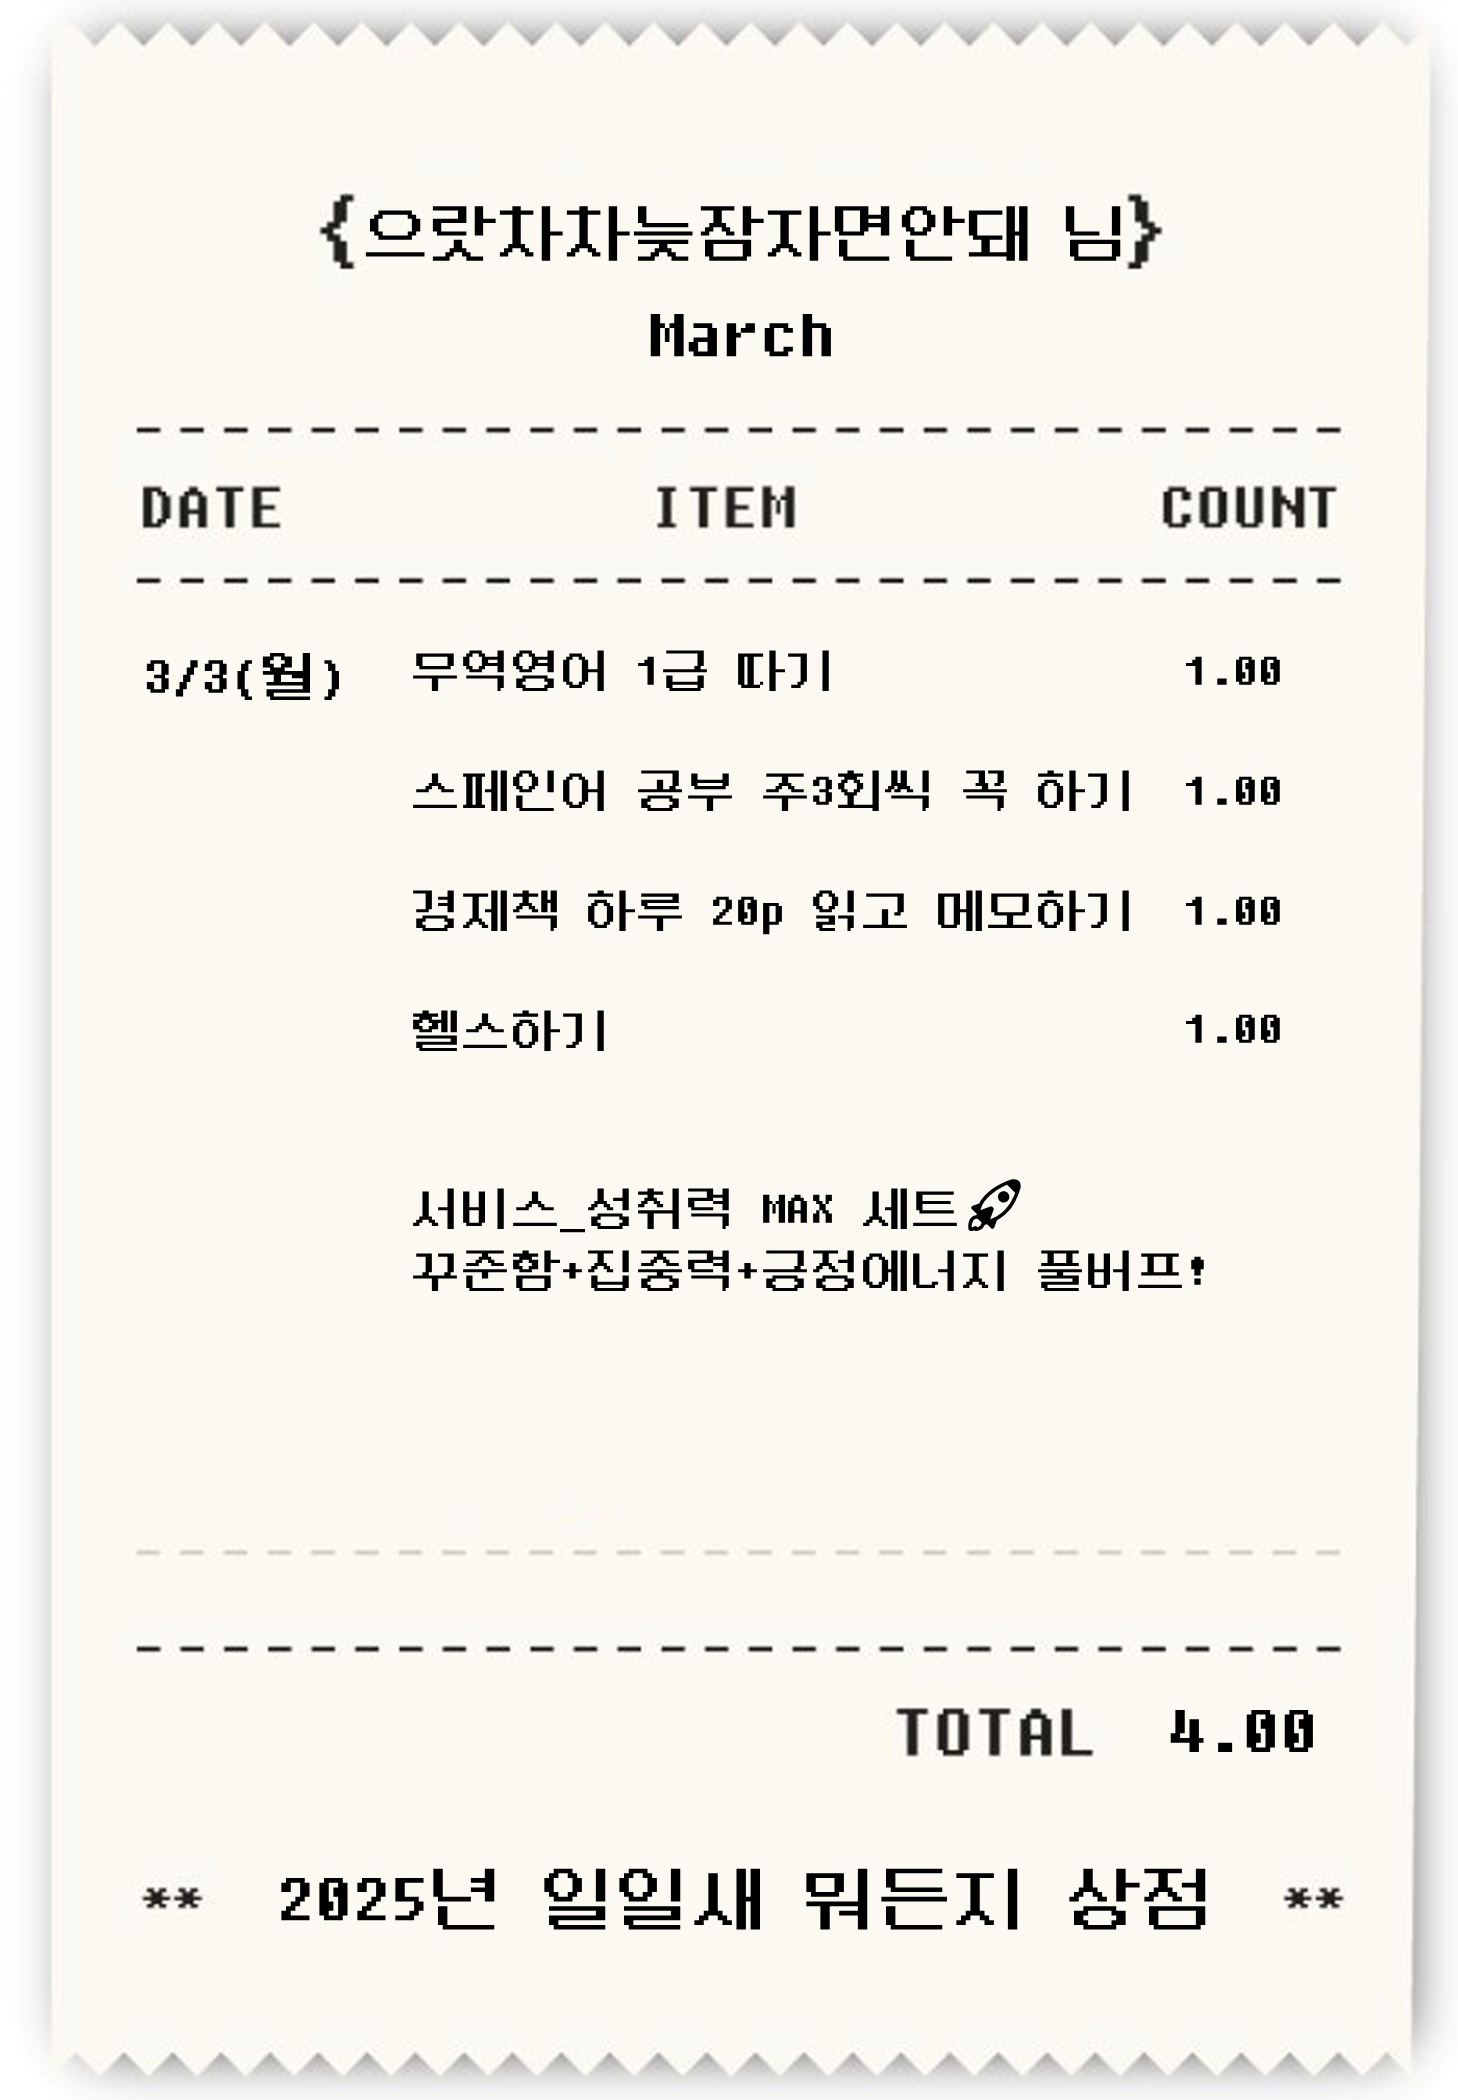 {으랏차차늦잠자면안돼 님}
March
DATE ITEM COUNT
3/3(월) 무역영어 1급 따기 1.00
스페인어 공부 주3회씩 꼭 하기 1.00
경제책 하루 20p 읽고 메모하기 1.00
헬스하기 1.00
서비스_성취력 MAX 세트🚀
꾸준함+집중력+긍정에너지 풀버프!
TOTAL 4.00
** 2025년 일일새 뭐든지 상점 **